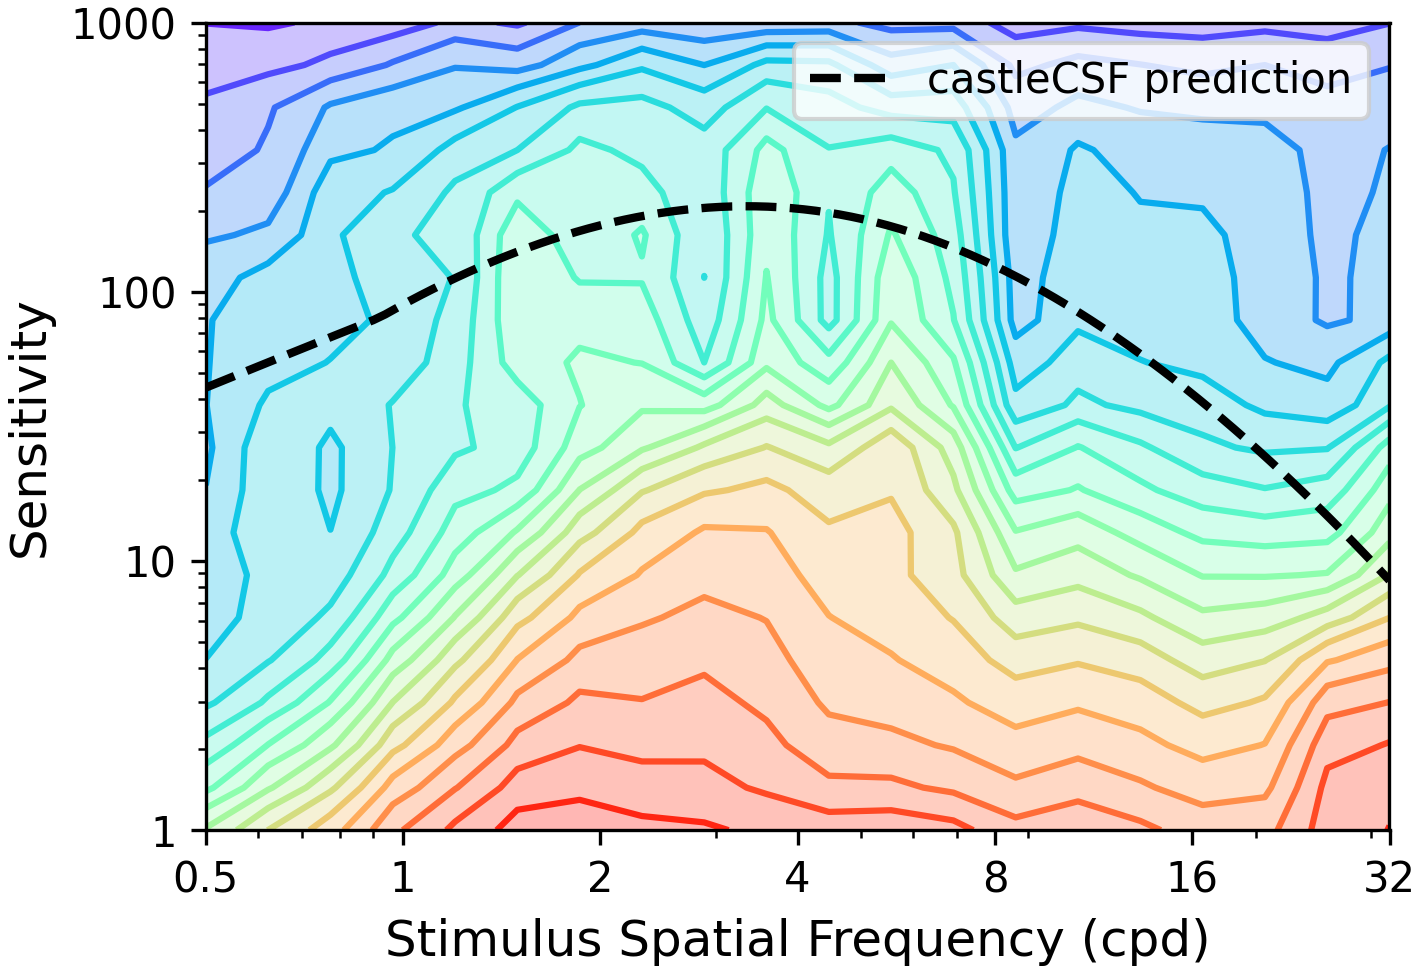 1000
100
10
1
Sensitivity
castleCSF prediction
0.5 1 2 4 8 16 32
Stimulus Spatial Frequency (cpd)